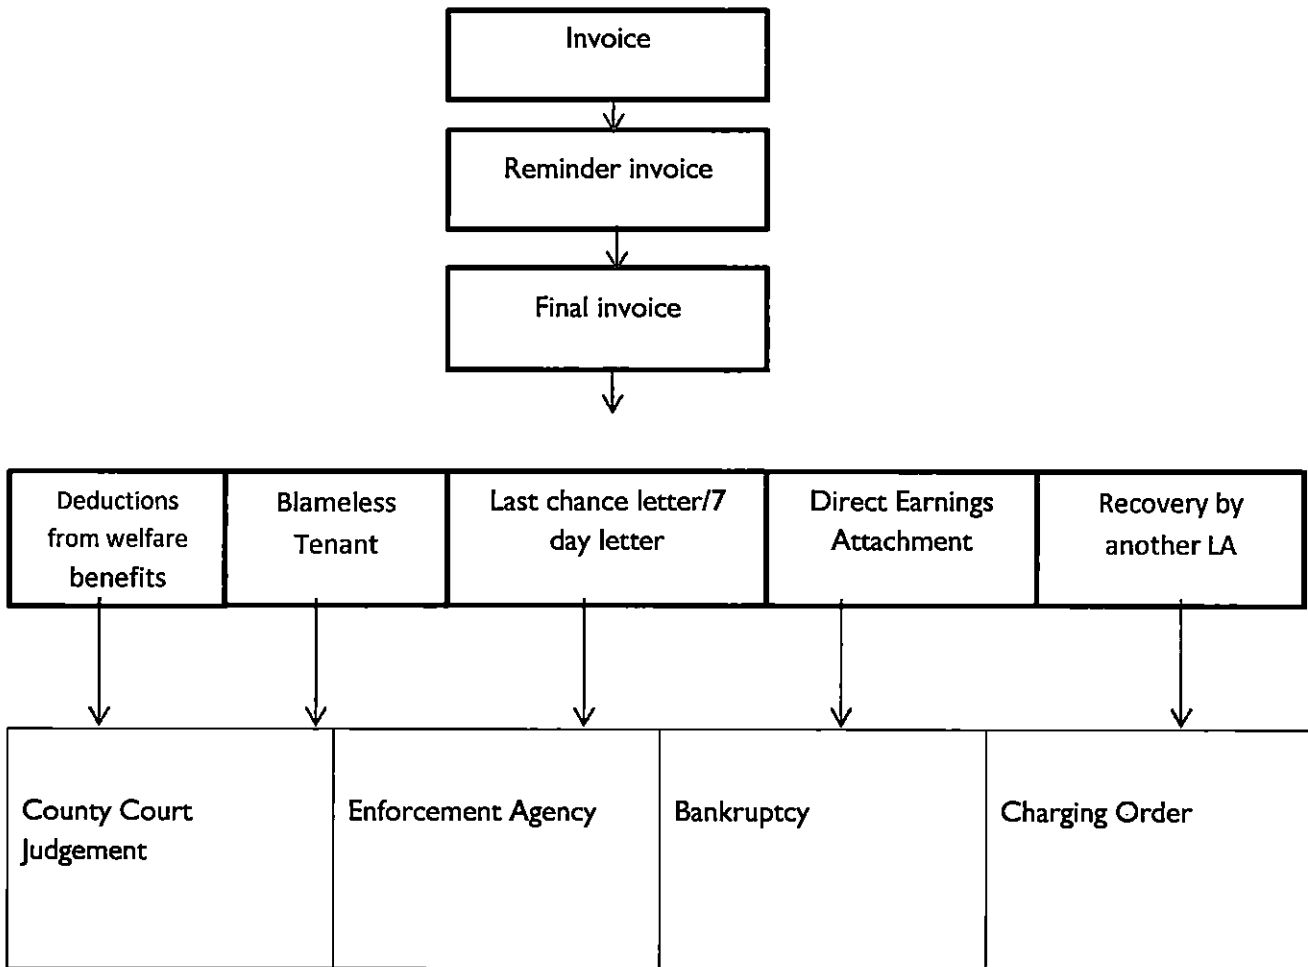 Invoice
Reminder invoice
Final invoice
Deductions
from welfare
benefits
Blameless
Tenant
Last chance letter/7
day letter
Direct Earnings
Attachment
Recovery by
another LA
County Court
Judgement
Enforcement Agency
Bankruptcy
Charging Order